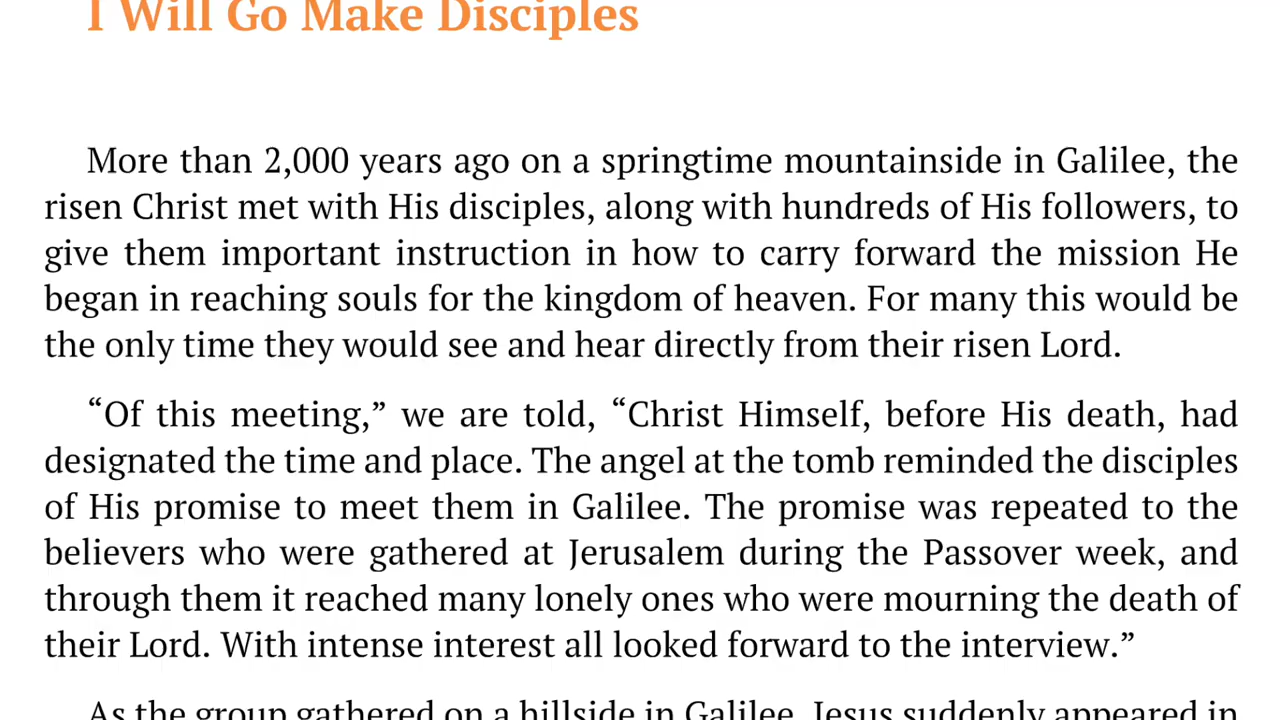 I Will Go Make Disciples
More than 2,000 years ago on a springtime mountainside in Galilee, the
risen Christ met with His disciples, along with hundreds of His followers, to
give them important instruction in how to carry forward the mission He
began in reaching souls for the kingdom of heaven. For many this would be
the only time they would see and hear directly from their risen Lord.
“Of this meeting,” we are told, “Christ Himself, before His death, had
designated the time and place. The angel at the tomb reminded the disciples
of His promise to meet them in Galilee. The promise was repeated to the
believers who were gathered at Jerusalem during the Passover week, and
through them it reached many lonely ones who were mourning the death of
their Lord. With intense interest all looked forward to the interview.”
As the group gathered on a hillside in Galilee, Jesus suddenly appeared in